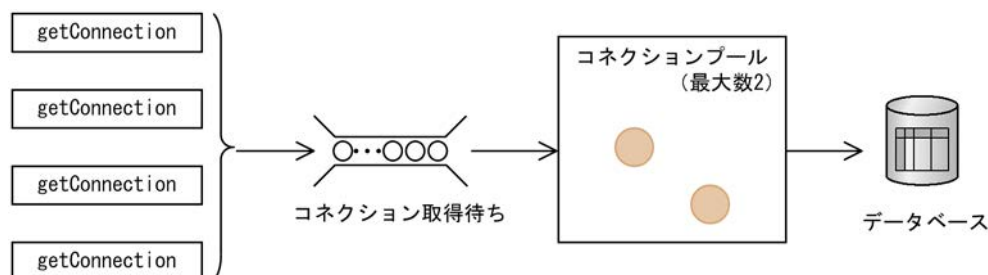 getConnection
getConnection
getConnection
getConnection
コネクション取得待ち
コネクションプール
（最大数2）
データベース